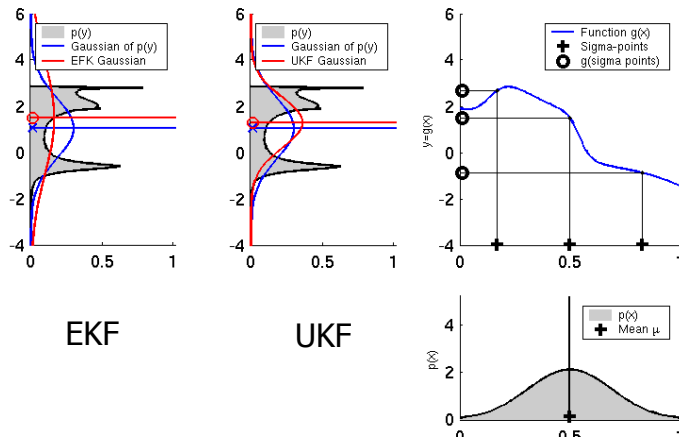 6
4
2
0
-2
-4
0
0.5
1
p(y)
Gaussian of p(y)
EFK Gaussian
EKF
6
4
2
0
-2
-4
0
0.5
1
p(y)
Gaussian of p(y)
UKF Gaussian
UKF
6
4
2
0
-2
-4
0
0.5
1
y=g(x)
Function g(x)
Sigma-points
g(sigma points)
4
2
0
0
0.5
1
p(x)
p(x)
Mean μ